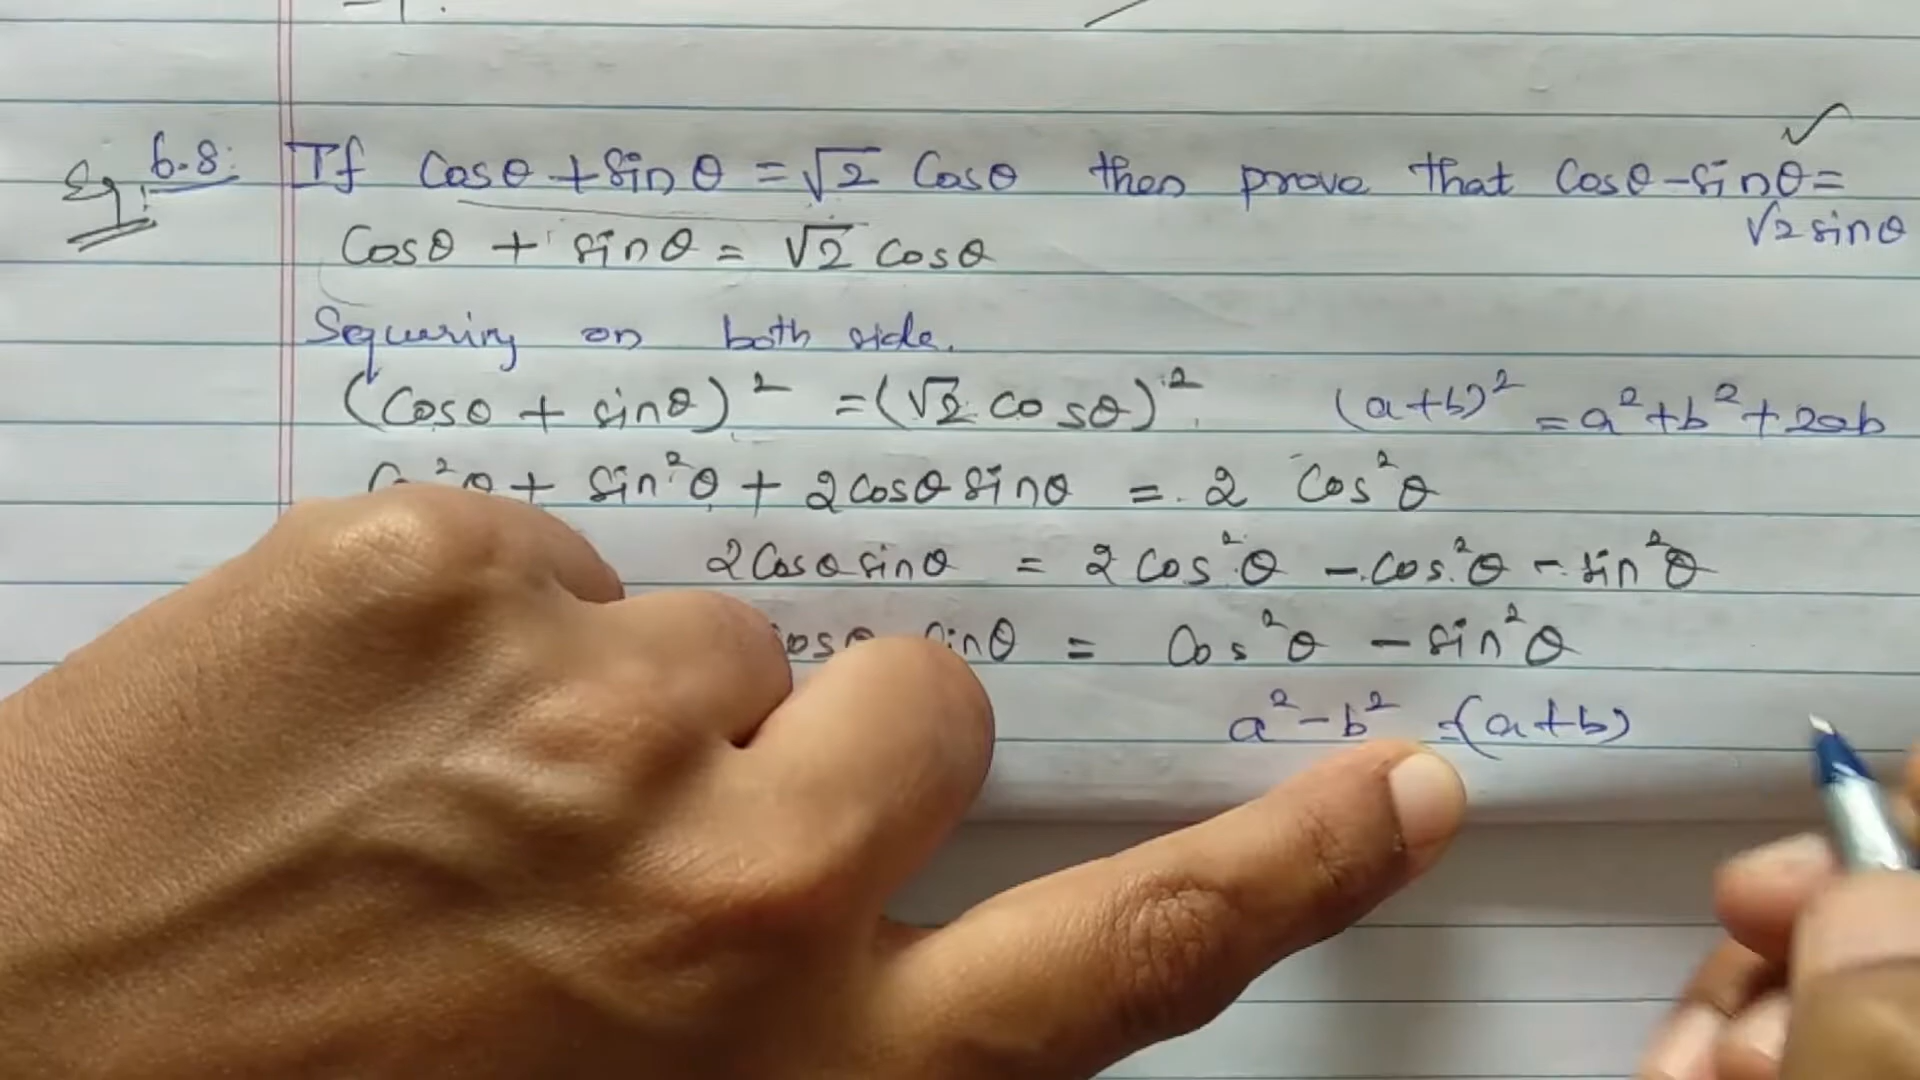 Eg: 6.8: If Cosθ + sinθ = √2 Cosθ then prove that Cosθ - sinθ =
√2 sinθ
Cosθ + sinθ = √2 cosθ
Squuring on both side.
(Cosθ + sinθ)² = (√2 cosθ)² (a+b)² = a²+b²+2ab
+ sin²θ + 2cosθ sinθ = 2 Cos²θ
2Cosθ sinθ = 2 Cos²θ - cos²θ - sin²θ
= Cos²θ - sin²θ
a² - b² = (a+b)